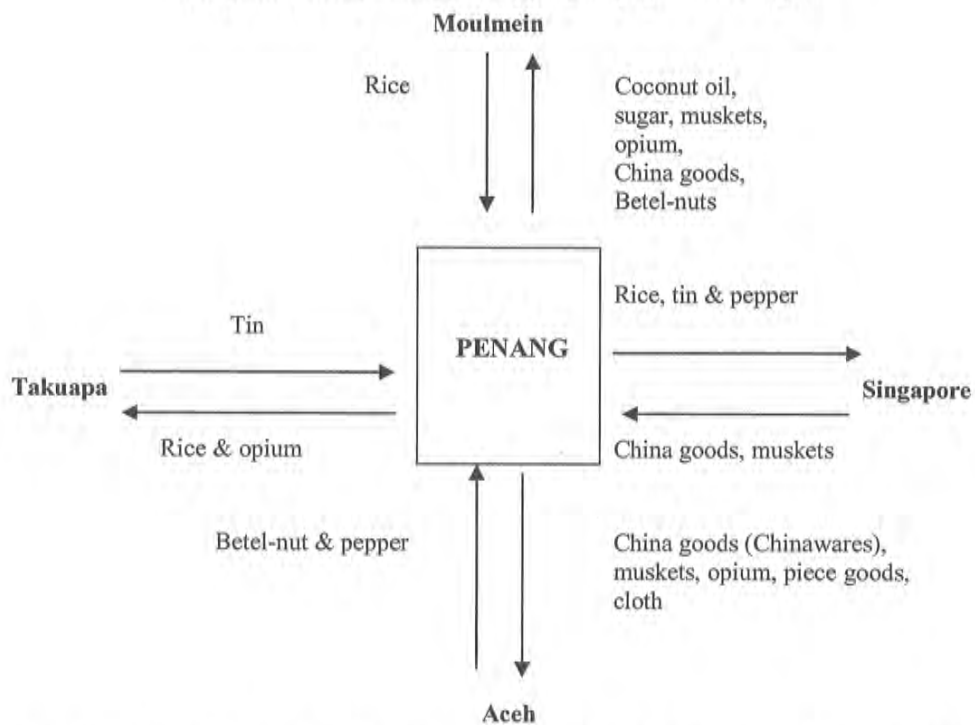 Moulmein
Rice
Coconut oil,
sugar, muskets,
opium,
China goods,
Betel-nuts
Rice, tin & pepper
Tin
PENANG
Takuapa
Singapore
Rice & opium
China goods, muskets
Betel-nut & pepper
China goods (Chinawares),
muskets, opium, piece goods,
cloth
Aceh